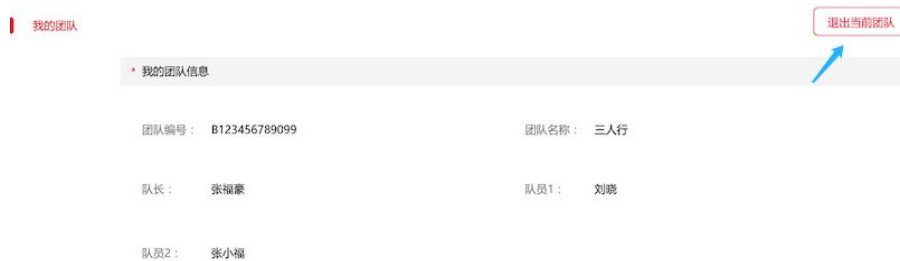 我的团队
退出当前团队
* 我的团队信息
团队编号： B123456789099 团队名称： 三人行
队长： 张福豪 队员1： 刘晓
队员2： 张小福